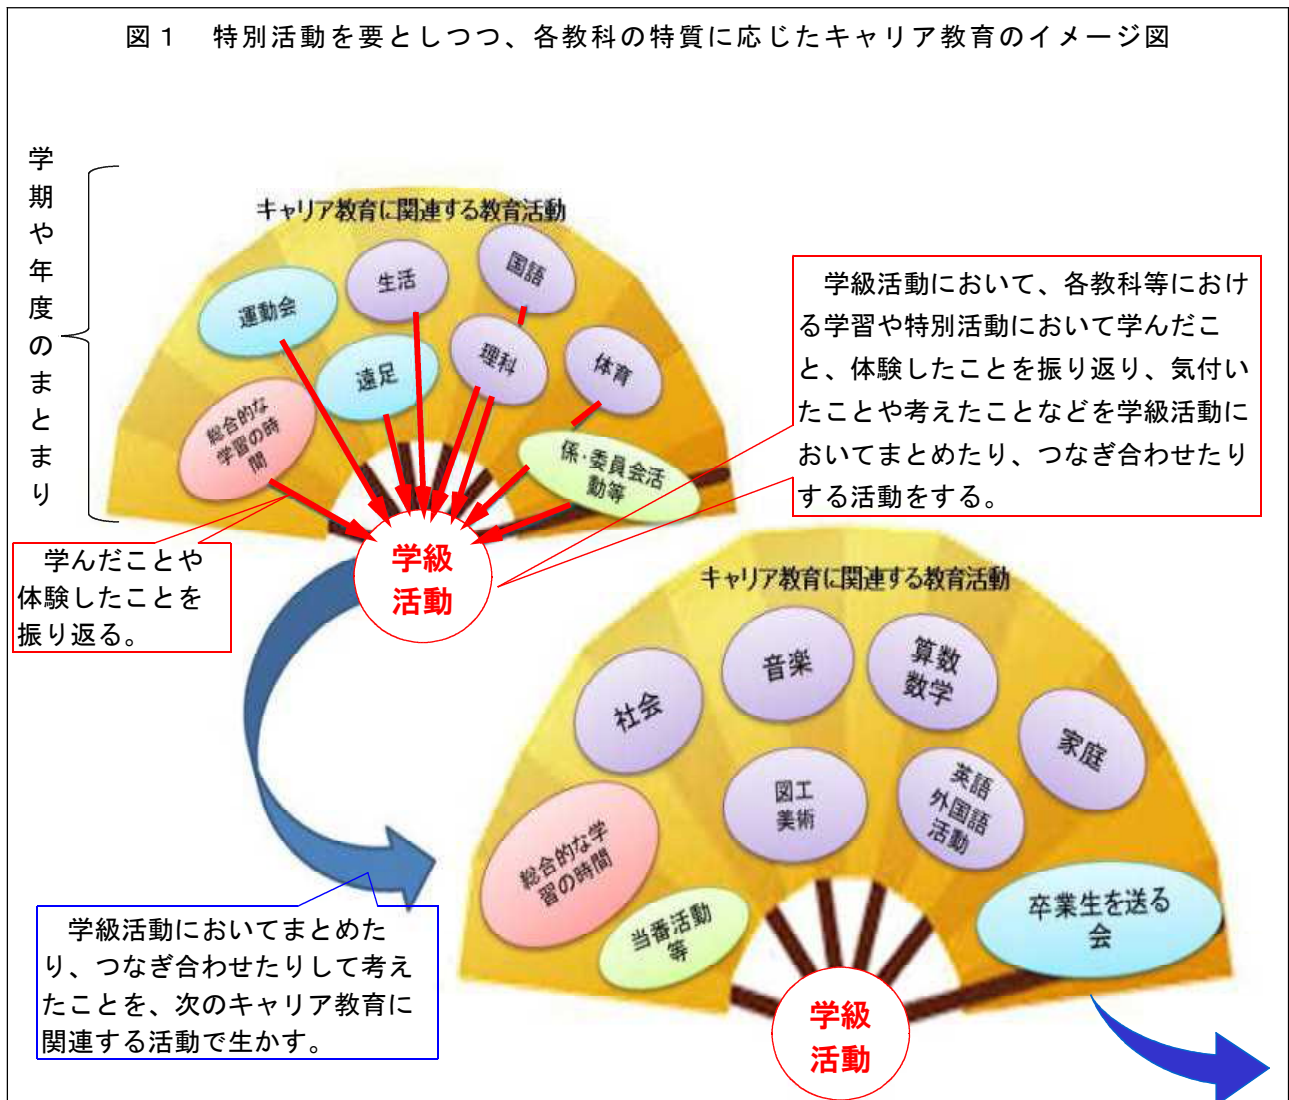 図１　特別活動を要としつつ、各教科の特質に応じたキャリア教育のイメージ図
学期や年度のまとまり
キャリア教育に関連する教育活動
運動会
生活
国語
遠足
理科
体育
総合的な
学習の時
間
係・委員会活
動等
学級
活動
学級活動において、各教科等におけ
る学習や特別活動において学んだこ
と、体験したことを振り返り、気付い
たことや考えたことなどを学級活動に
おいてまとめたり、つなぎ合わせたり
する活動をする。
学んだことや
体験したことを
振り返る。
キャリア教育に関連する教育活動
社会
音楽
算数
数学
家庭
図工
美術
英語
外国語
活動
総合的な学
習の時間
当番活動
等
卒業生を送る
会
学級
活動
学級活動においてまとめた
り、つなぎ合わせたりして考え
たことを、次のキャリア教育に
関連する活動で生かす。